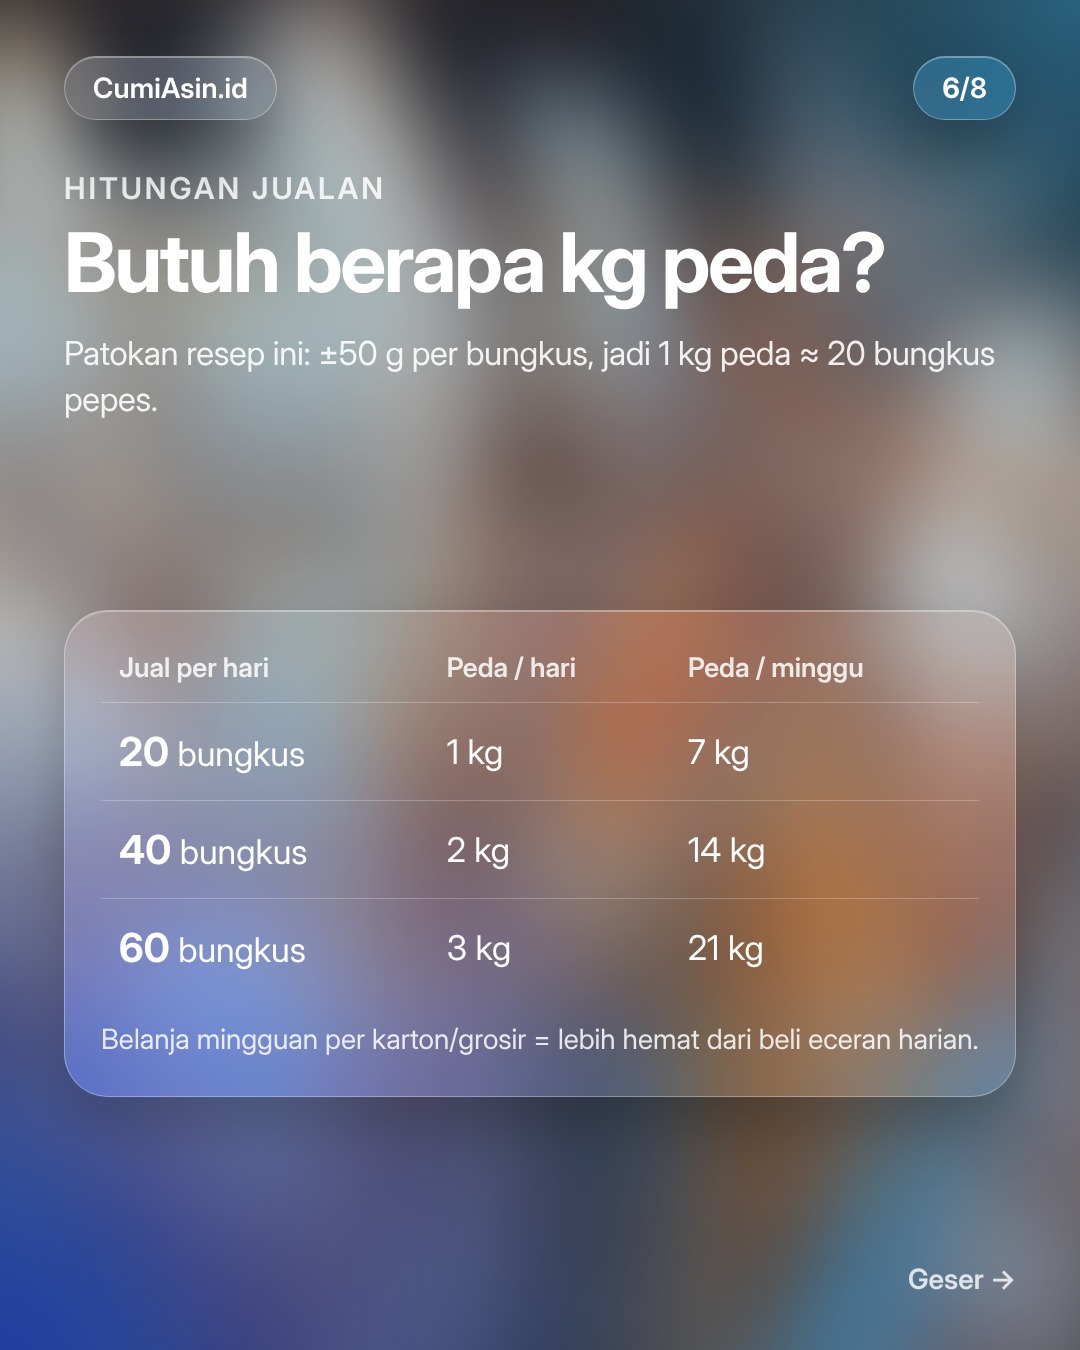 CumiAsin.id
6/8
HITUNGAN JUALAN
Butuh berapa kg peda?
Patokan resep ini: ±50 g per bungkus, jadi 1 kg peda ≈ 20 bungkus
pepes.
Jual per hari Peda / hari Peda / minggu
20 bungkus 1 kg 7 kg
40 bungkus 2 kg 14 kg
60 bungkus 3 kg 21 kg
Belanja mingguan per karton/grosir = lebih hemat dari beli eceran harian.
Geser →